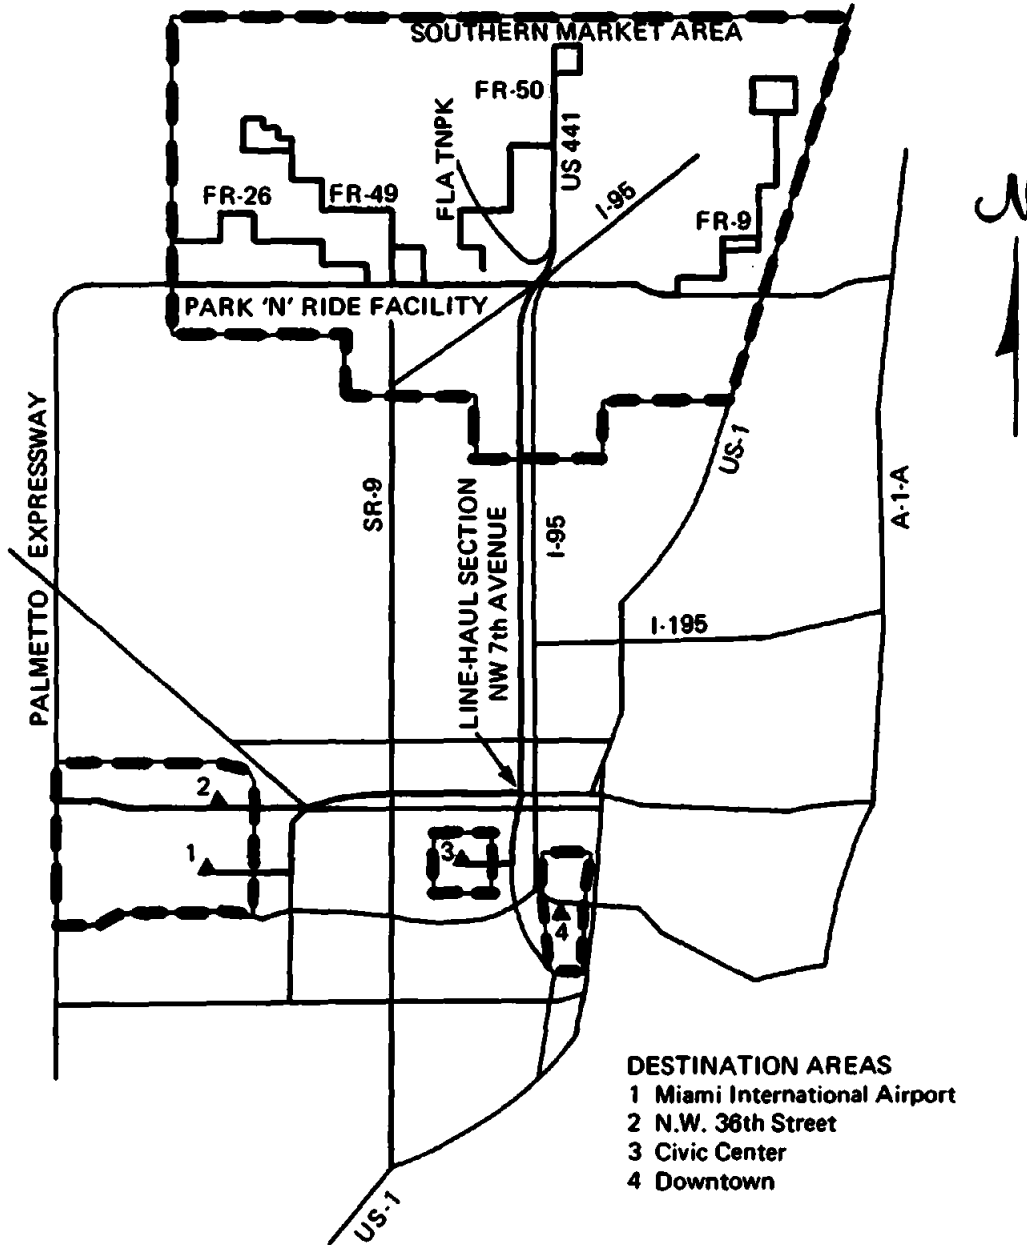 SOUTHERN MARKET AREA
FR-50
FLA TNPK
US 441
I-95
FR-26
FR-49
FR-9
N
PARK 'N' RIDE FACILITY
PALMETTO EXPRESSWAY
SR-9
LINE-HAUL SECTION
NW 7th AVENUE
I-95
US-1
A-1-A
I-195
2
1
3
4
DESTINATION AREAS
1 Miami International Airport
2 N.W. 36th Street
3 Civic Center
4 Downtown
US-1